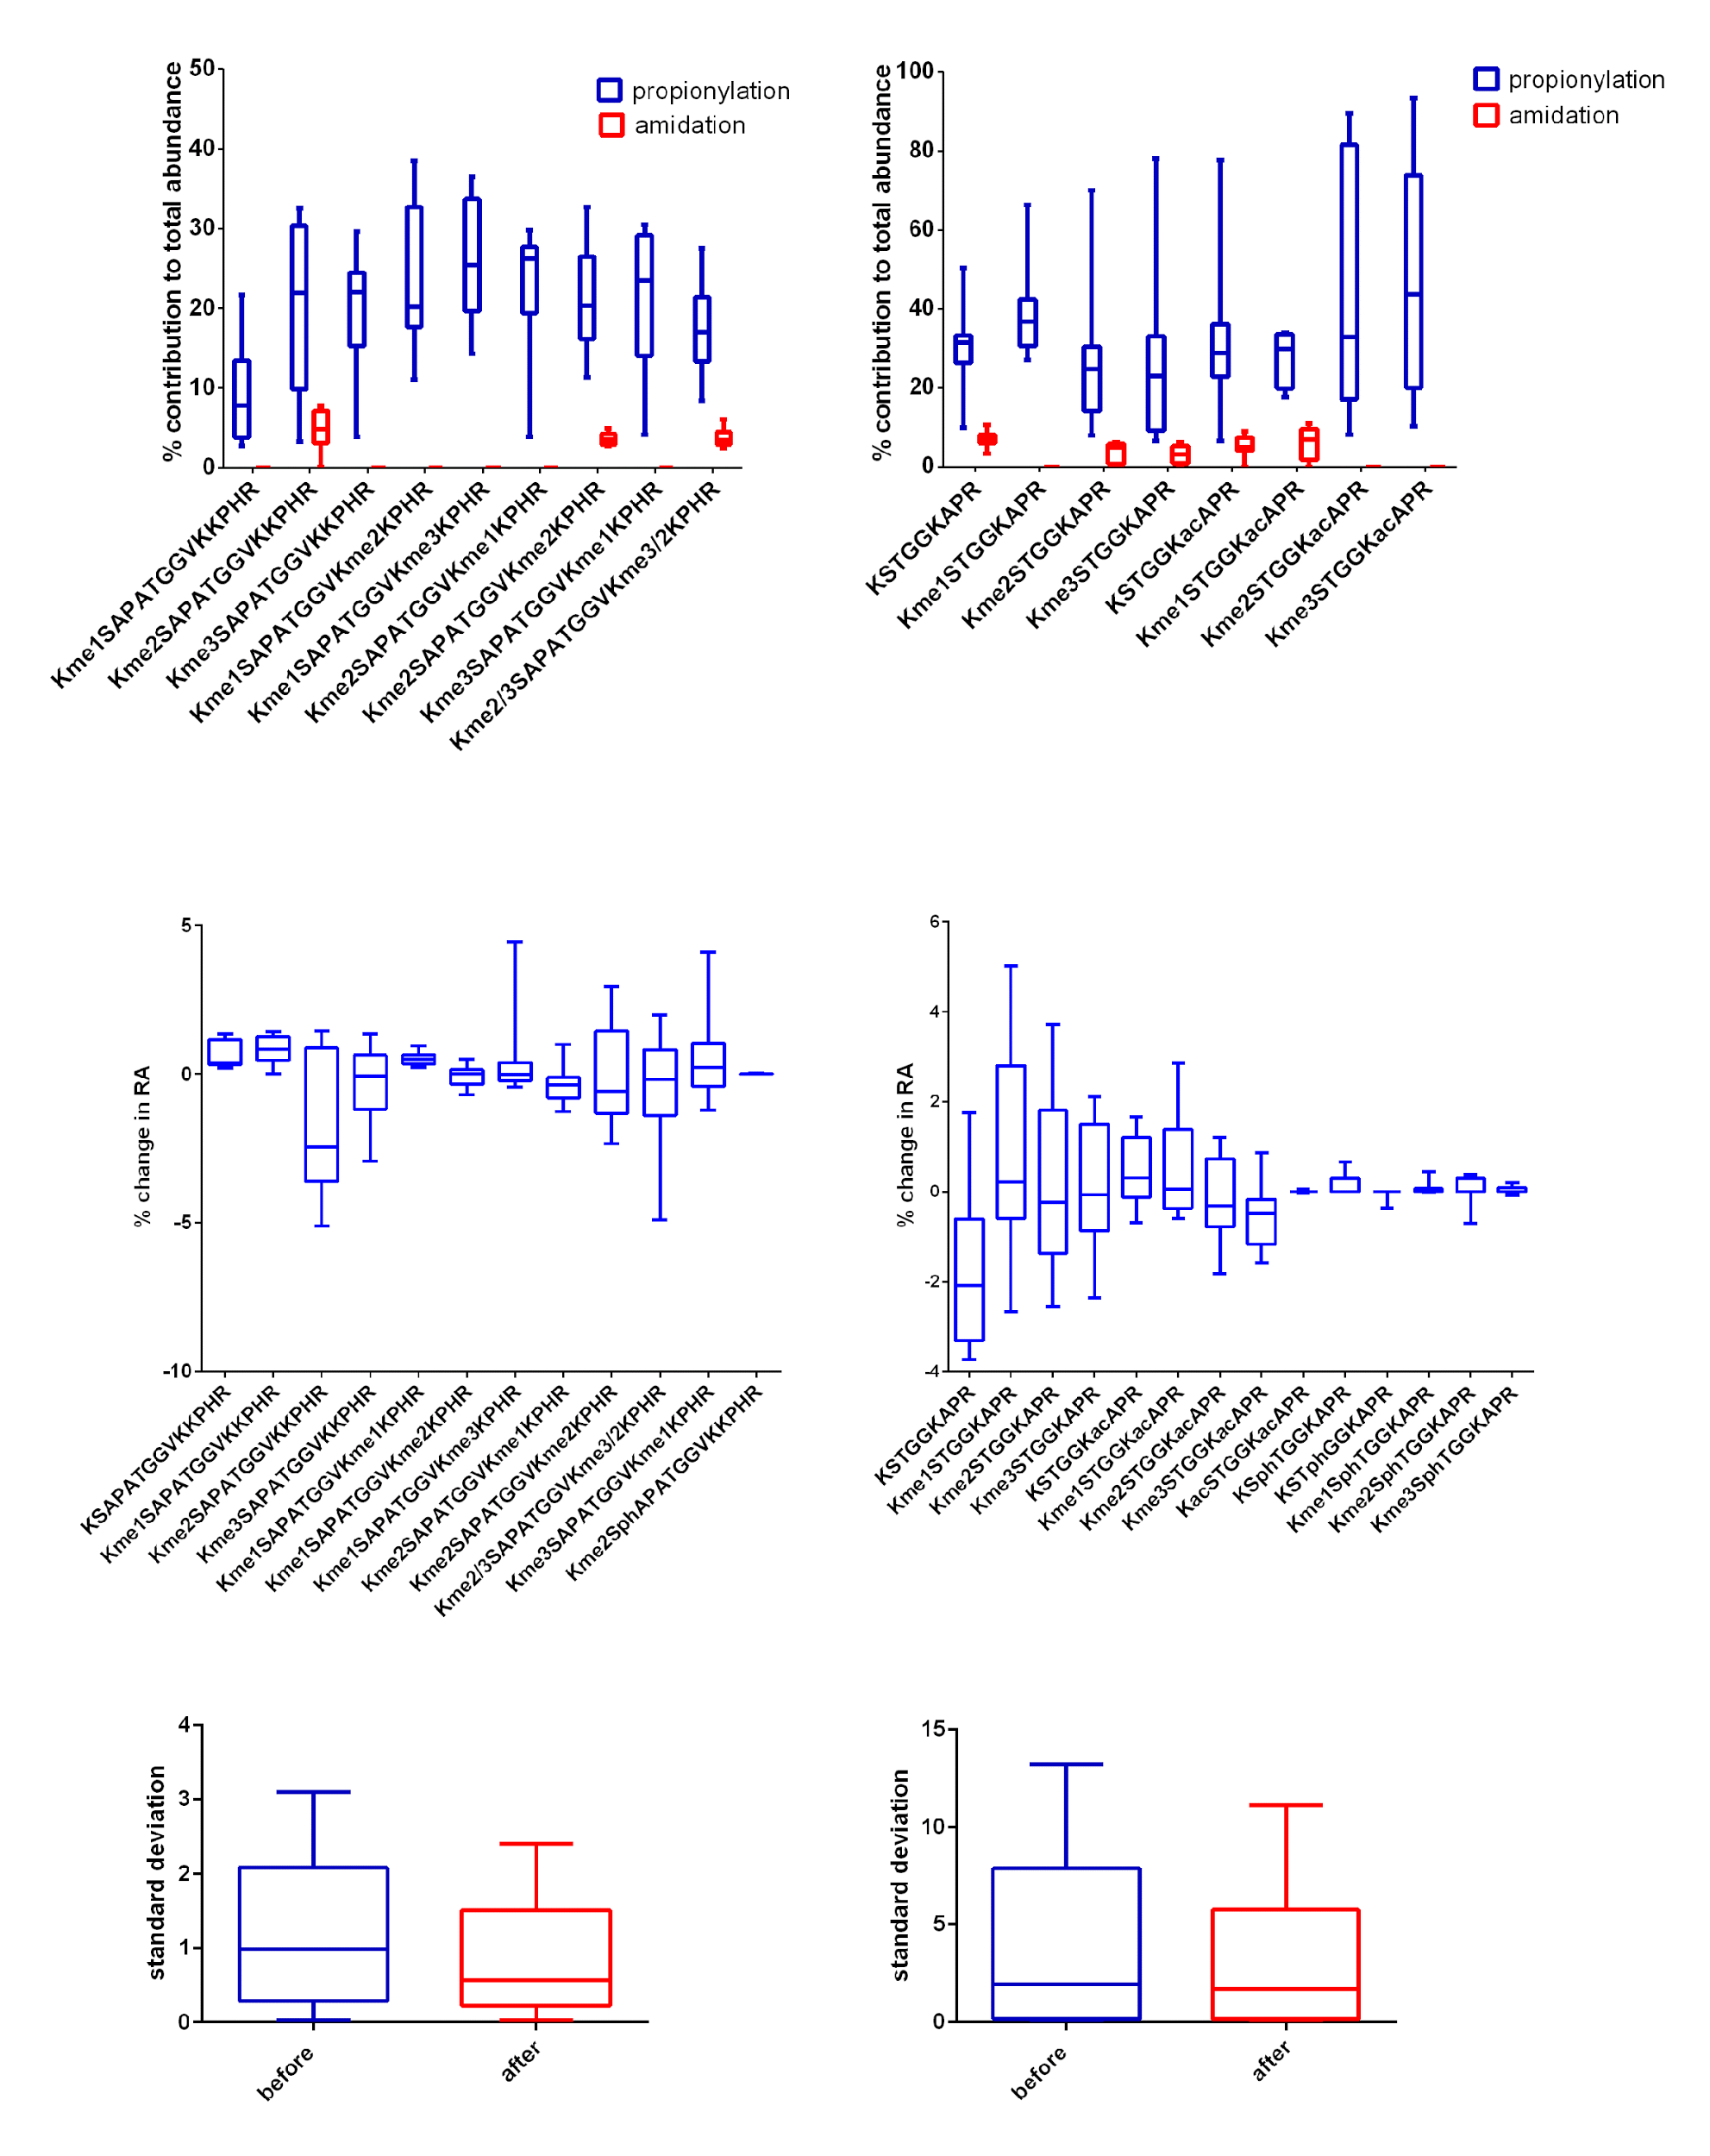 % contribution to total abundance
50
40
30
20
10
0
propionylation
amidation
Kme1SAPATGGVKKPHR
Kme2SAPATGGVKKPHR
Kme3SAPATGGVKKPHR
Kme1SAPATGGVKme2KPHR
Kme1SAPATGGVKme3KPHR
Kme2SAPATGGVKme1KPHR
Kme2SAPATGGVKme2KPHR
Kme3SAPATGGVKme1KPHR
Kme2/3SAPATGGVKme3/2KPHR
% contribution to total abundance
100
80
60
40
20
0
propionylation
amidation
KSTGGKAPR
Kme1STGGKAPR
Kme2STGGKAPR
Kme3STGGKAPR
KSTGGKacAPR
Kme1STGGKacAPR
Kme2STGGKacAPR
Kme3STGGKacAPR
% change in RA
5
0
-5
-10
KSAPATGGVKKPHR
Kme1SAPATGGVKKPHR
Kme2SAPATGGVKKPHR
Kme3SAPATGGVKKPHR
Kme1SAPATGGVKme1KPHR
Kme1SAPATGGVKme2KPHR
Kme1SAPATGGVKme3KPHR
Kme2SAPATGGVKme1KPHR
Kme2SAPATGGVKme2KPHR
Kme2/3SAPATGGVKme3/2KPHR
Kme3SAPATGGVKme1KPHR
Kme2SphAPATGGVKKPHR
% change in RA
6
4
2
0
-2
-4
KSTGGKAPR
Kme1STGGKAPR
Kme2STGGKAPR
Kme3STGGKAPR
KSTGGKacAPR
Kme1STGGKacAPR
Kme2STGGKacAPR
Kme3STGGKacAPR
KacSTGGKacAPR
KSphTGGKAPR
KSTphGGKAPR
Kme1SphTGGKAPR
Kme2SphTGGKAPR
Kme3SphTGGKAPR
standard deviation
4
3
2
1
0
before
after
standard deviation
15
10
5
0
before
after